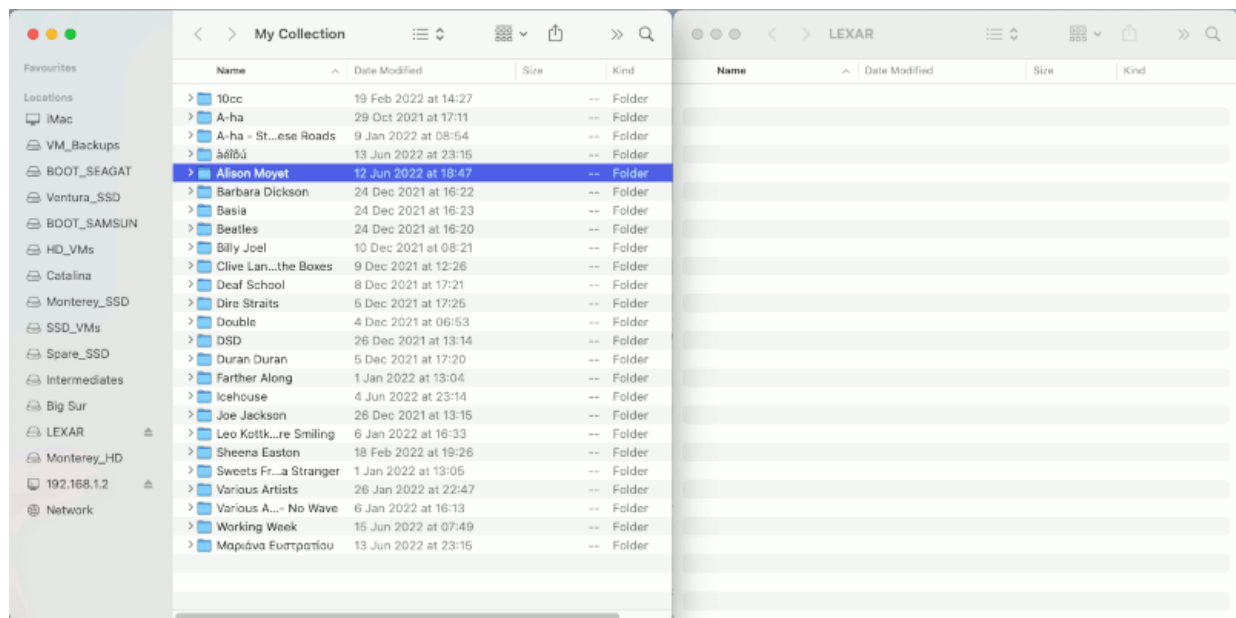 My Collection
LEXAR
Favourites
Locations
iMac
VM_Backups
BOOT_SEAGAT
Ventura_SSD
BOOT_SAMSUN
HD_VMs
Catalina
Monterey_SSD
SSD_VMs
Spare_SSD
Intermediates
Big Sur
LEXAR
Monterey_HD
192.168.1.2
Network
Name Date Modified Size Kind
10cc 19 Feb 2022 at 14:27 -- Folder
A-ha 29 Oct 2021 at 17:11 -- Folder
A-ha - St...ese Roads 9 Jan 2022 at 08:54 -- Folder
àéîõú 13 Jun 2022 at 23:15 -- Folder
Alison Moyet 12 Jun 2022 at 18:47 -- Folder
Barbara Dickson 24 Dec 2021 at 16:22 -- Folder
Basia 24 Dec 2021 at 16:23 -- Folder
Beatles 24 Dec 2021 at 16:20 -- Folder
Billy Joel 10 Dec 2021 at 08:21 -- Folder
Clive Lan...the Boxes 9 Dec 2021 at 12:26 -- Folder
Deaf School 8 Dec 2021 at 17:21 -- Folder
Dire Straits 5 Dec 2021 at 17:25 -- Folder
Double 4 Dec 2021 at 06:53 -- Folder
DSD 26 Dec 2021 at 13:14 -- Folder
Duran Duran 5 Dec 2021 at 17:20 -- Folder
Farther Along 1 Jan 2022 at 13:04 -- Folder
Icehouse 4 Jun 2022 at 23:14 -- Folder
Joe Jackson 26 Dec 2021 at 13:15 -- Folder
Leo Kottk...re Smiling 6 Jan 2022 at 16:33 -- Folder
Sheena Easton 18 Feb 2022 at 19:26 -- Folder
Sweets Fr...a Stranger 1 Jan 2022 at 13:05 -- Folder
Various Artists 26 Jan 2022 at 22:47 -- Folder
Various A...- No Wave 6 Jan 2022 at 16:13 -- Folder
Working Week 15 Jun 2022 at 07:49 -- Folder
Μαριάνα Ευστρατίου 13 Jun 2022 at 23:15 -- Folder
Name Date Modified Size Kind